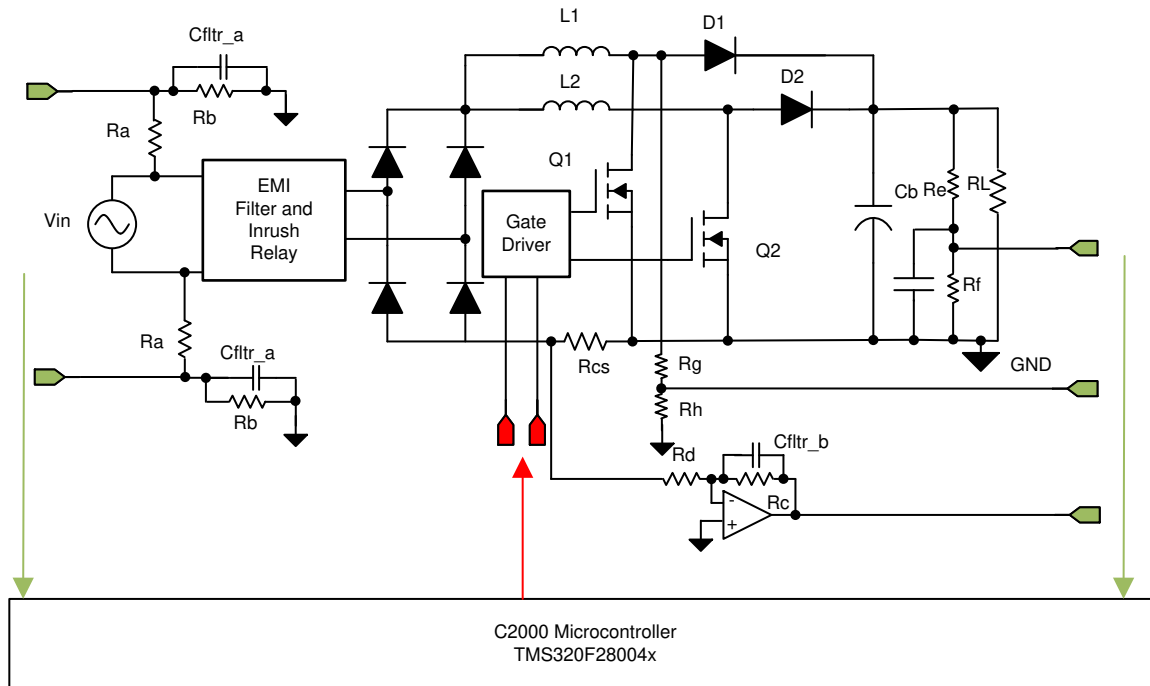 L1
D1
Cfltr_a
L2
D2
Rb
Ra
Q1
EMI
Filter and
Inrush
Relay
Vin
Gate
Driver
Cb
Re
RL
Q2
Rf
Ra
Cfltr_a
Rcs
Rg
GND
Rb
Rh
Rd
Cfltr_b
-
Rc
+
C2000 Microcontroller
TMS320F28004x